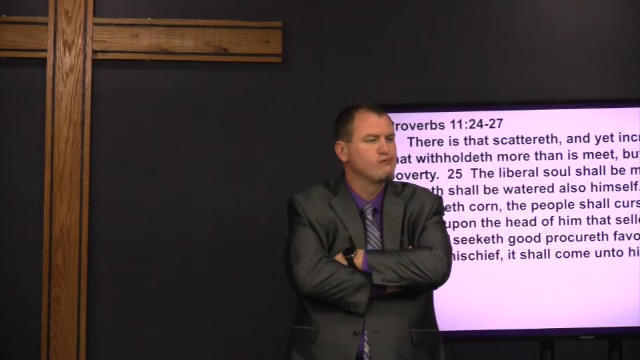 roverbs 11:24-27
There is that scattereth, and yet incr
hat withholdeth more than is meet, bu
overty. 25 The liberal soul shall be m
eth shall be watered also himself.
eth corn, the people shall curs
upon the head of him that selle
seeketh good procureth favo
mischief, it shall come unto hi